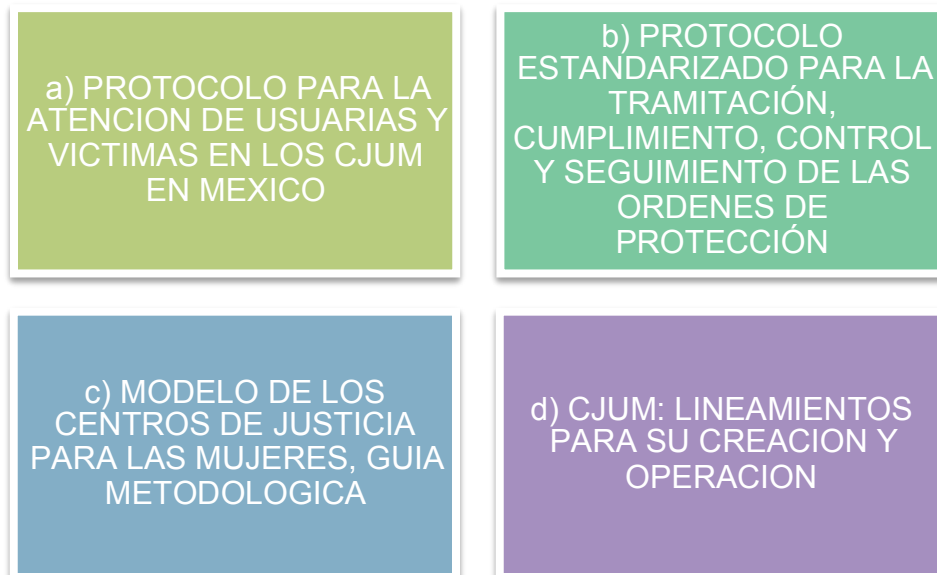 a) PROTOCOLO PARA LA
ATENCION DE USUARIAS Y
VICTIMAS EN LOS CJUM
EN MEXICO
b) PROTOCOLO
ESTANDARIZADO PARA LA
TRAMITACIÓN,
CUMPLIMIENTO, CONTROL
Y SEGUIMIENTO DE LAS
ORDENES DE
PROTECCIÓN
c) MODELO DE LOS
CENTROS DE JUSTICIA
PARA LAS MUJERES, GUIA
METODOLOGICA
d) CJUM: LINEAMIENTOS
PARA SU CREACION Y
OPERACION